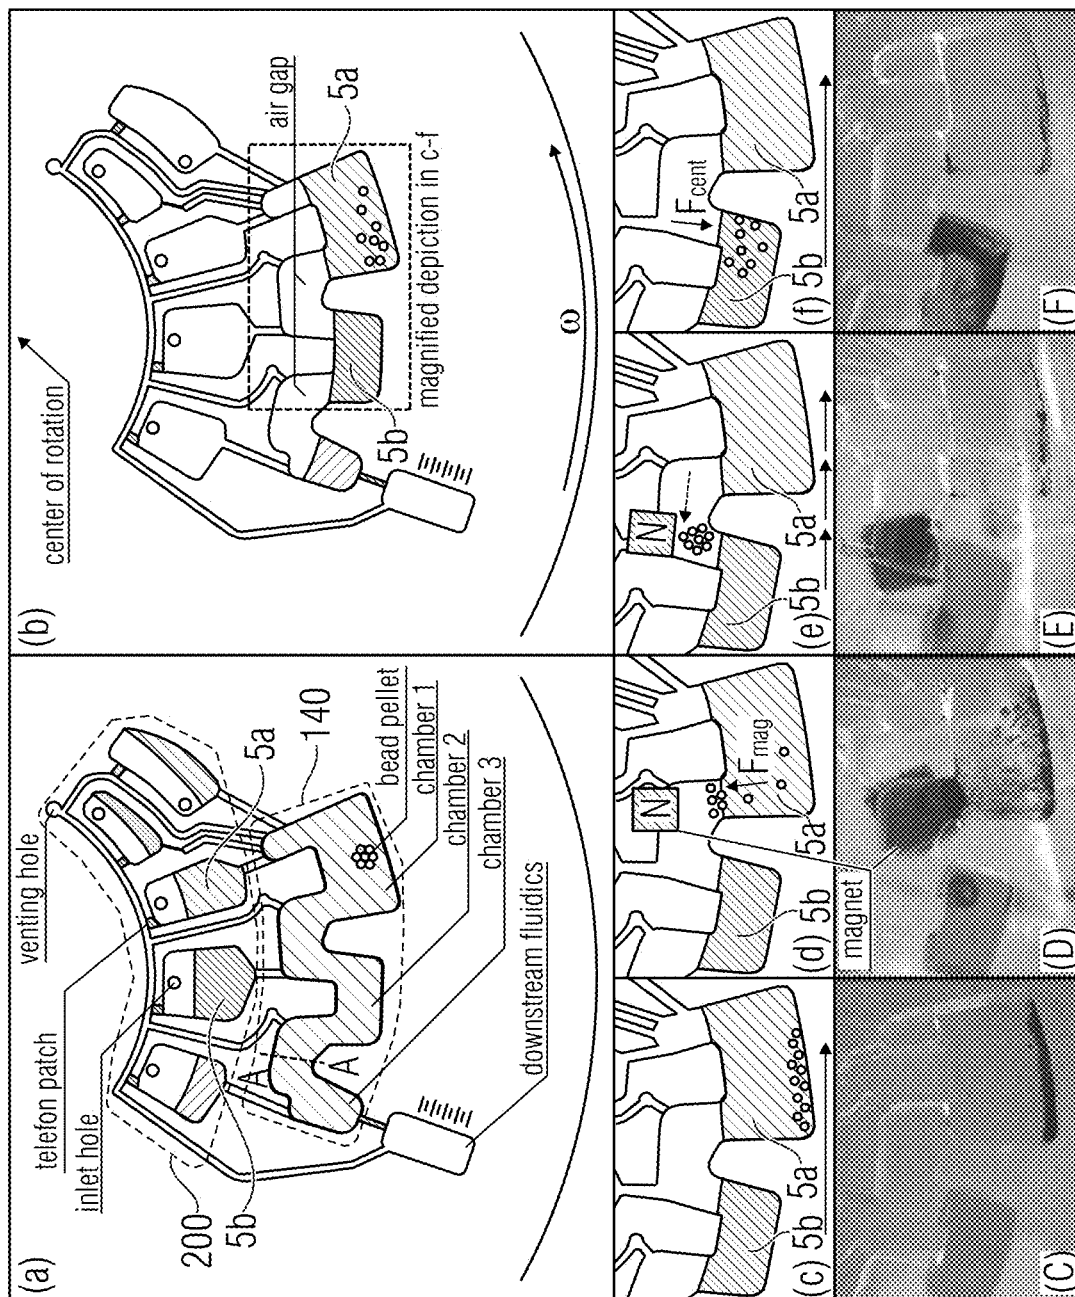 (a)
venting hole
telefon patch
inlet hole
200
5b
5a
140
bead pellet
chamber 1
chamber 2
chamber 3
A
A
downstream fluidics
(b)
center of rotation
air gap
5a
5b
magnified depiction in c-f
ω
(c) 5b 5a
(d) 5b 5a
N
Fmag
magnet
(e) 5b 5a
N
(f) 5b 5a
Fcent
(C)
(D)
(E)
(F)